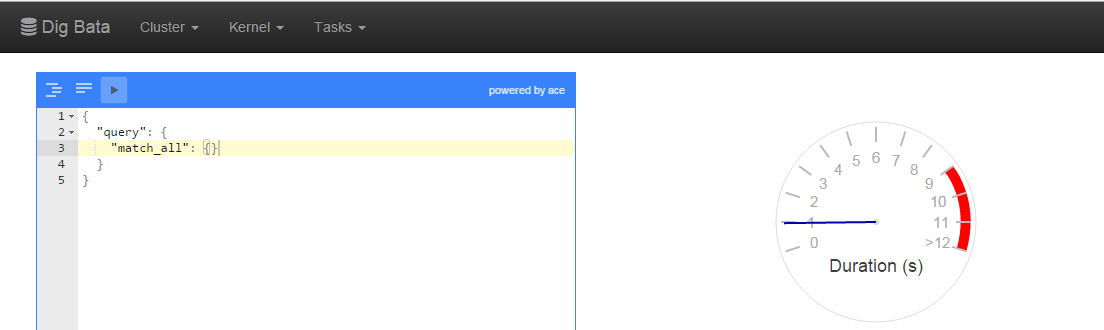 Dig Bata Cluster Kernel Tasks
powered by ace
1 {
2 "query": {
3 "match_all": {}
4 }
5 }
0 1 2 3 4 5 6 7 8 9 10 11 >12
Duration (s)